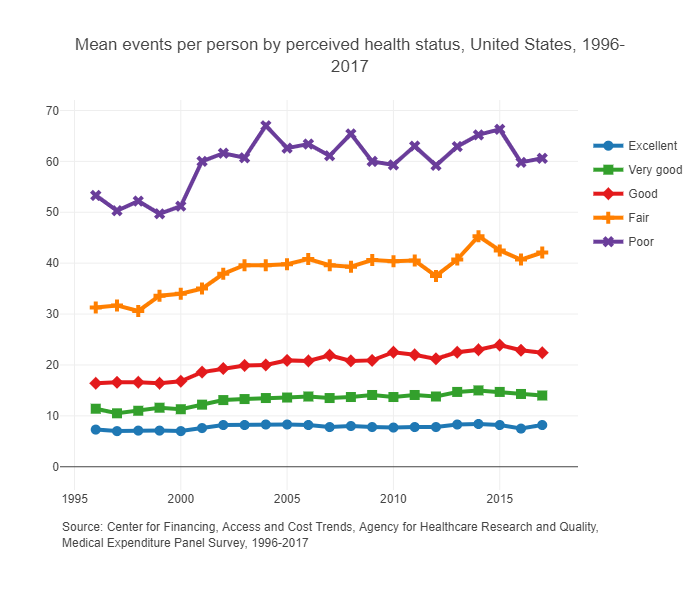 Mean events per person by perceived health status, United States, 1996-
2017
70
60
50
40
30
20
10
0
1995
2000
2005
2010
2015
Excellent
Very good
Good
Fair
Poor
Source: Center for Financing, Access and Cost Trends, Agency for Healthcare Research and Quality,
Medical Expenditure Panel Survey, 1996-2017